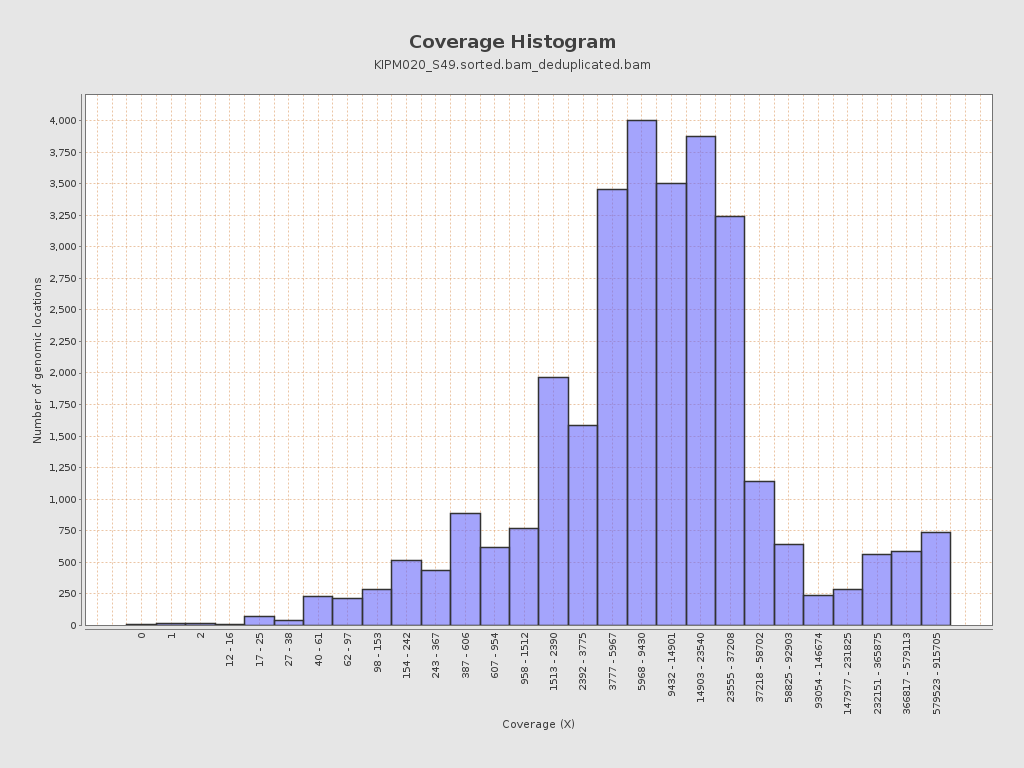 Coverage Histogram
KIPM020_S49.sorted.bam_deduplicated.bam
Number of genomic locations
4,000
3,750
3,500
3,250
3,000
2,750
2,500
2,250
2,000
1,750
1,500
1,250
1,000
750
500
250
0
0
1
2
12 - 16
17 - 25
27 - 38
40 - 61
62 - 97
98 - 153
154 - 242
243 - 367
387 - 606
607 - 954
958 - 1512
1513 - 2390
2392 - 3775
3777 - 5967
5968 - 9430
9432 - 14901
14903 - 23540
23555 - 37208
37218 - 58702
58825 - 92903
93054 - 146674
147977 - 231825
232151 - 365875
366817 - 579113
579523 - 915705
Coverage (X)